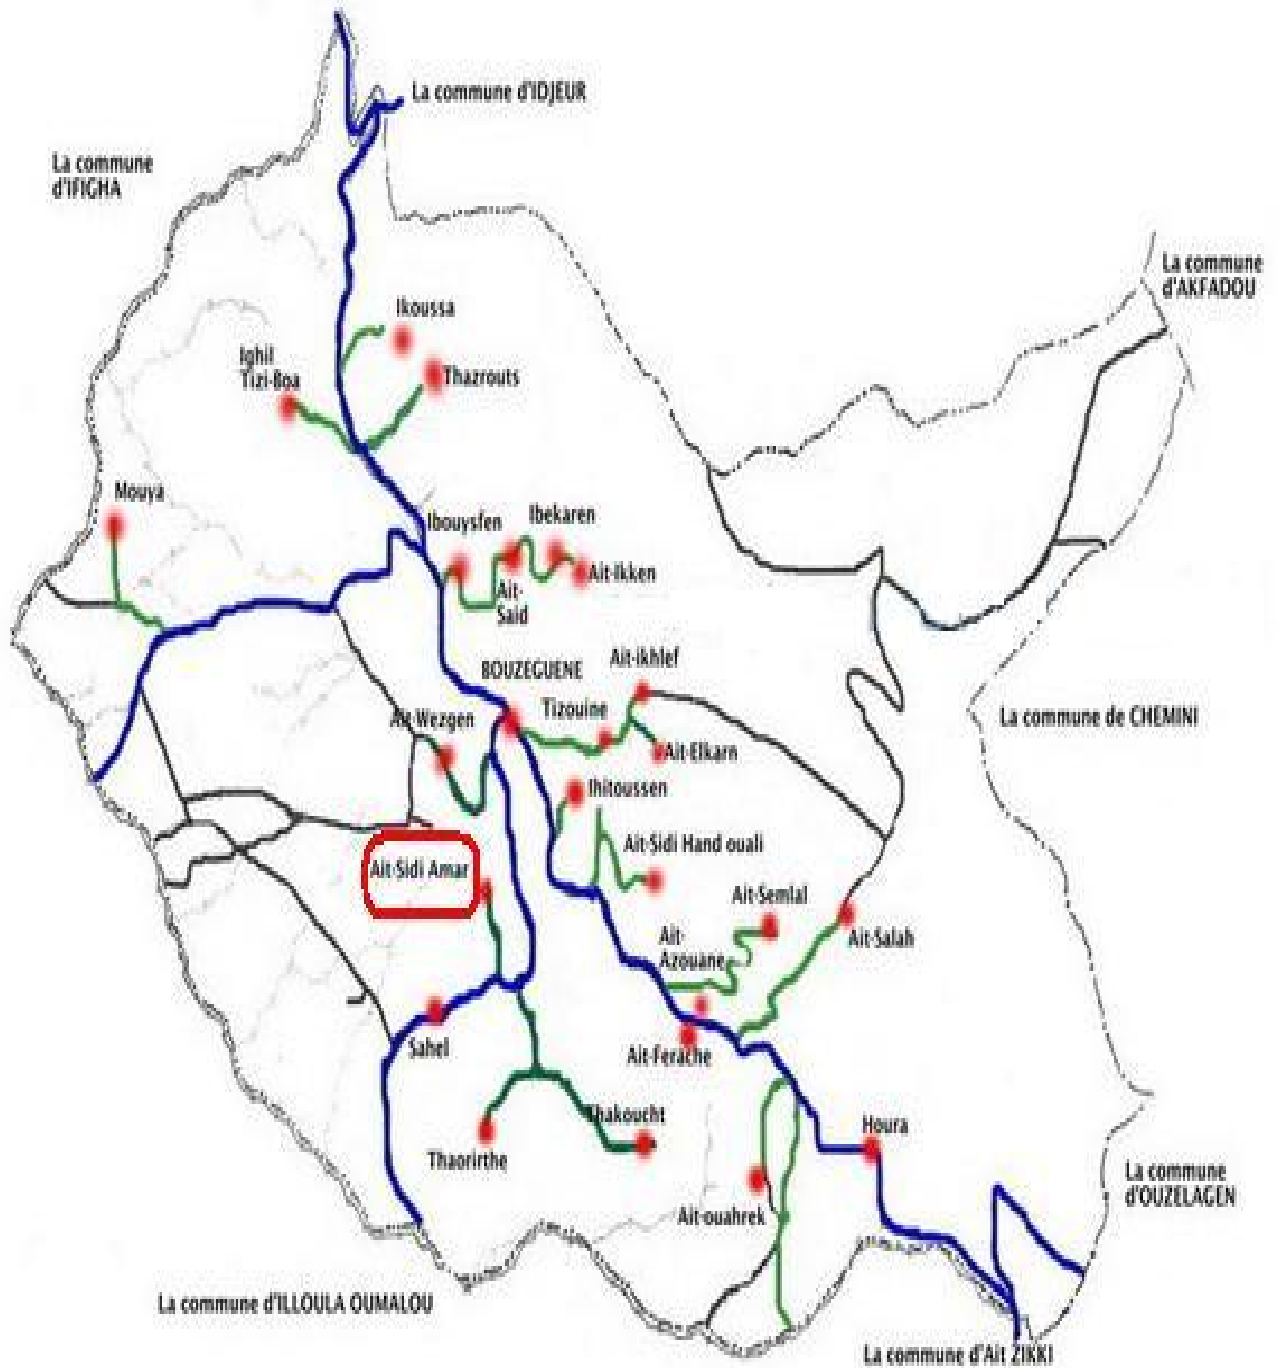 La commune d'IDJEUR
La commune
d'IFIGHA
La commune
d'AKFADOU
Ikoussa
Ighil
Tizi-Boa
Thazrouts
Mouya
Ibouysfen
Ibekaren
Ait-Ikken
Ait-
Said
BOUZEGUENE
Ait-ikhlef
Ait-Wezgen
Tizouine
La commune de CHEMINI
Ait-Elkarn
Ihitoussen
Ait-Sidi Hand ouali
Ait-Sidi Amar
Ait-Semlal
Ait-
Azouane
Ait-Salah
Sahel
Ait-Ferache
Thakoucht
Houra
Thaorirthe
La commune
d'OUZELAGEN
Ait-ouahrek
La commune d'ILLOULA OUMALOU
La commune d'Ait ZIKKI